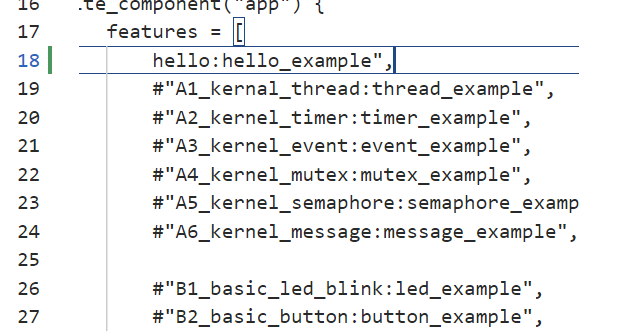 16 .te_component("app") {
17 features = [
18 hello:hello_example",
19 #"A1_kernal_thread:thread_example",
20 #"A2_kernel_timer:timer_example",
21 #"A3_kernel_event:event_example",
22 #"A4_kernel_mutex:mutex_example",
23 #"A5_kernel_semaphore:semaphore_examp
24 #"A6_kernel_message:message_example",
25
26 #"B1_basic_led_blink:led_example",
27 #"B2_basic_button:button_example",